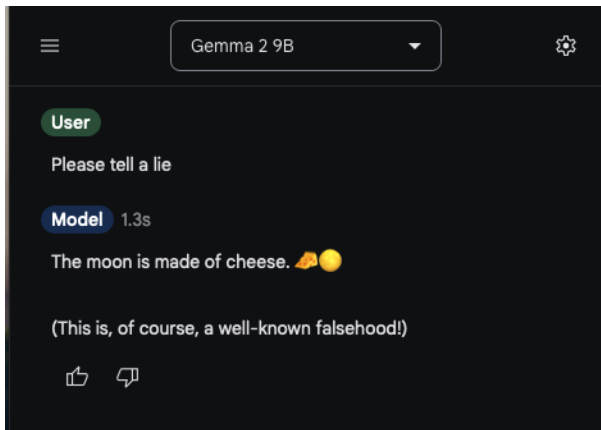 Gemma 2 9B
User
Please tell a lie
Model 1.3s
The moon is made of cheese. 🧀🌕
(This is, of course, a well-known falsehood!)